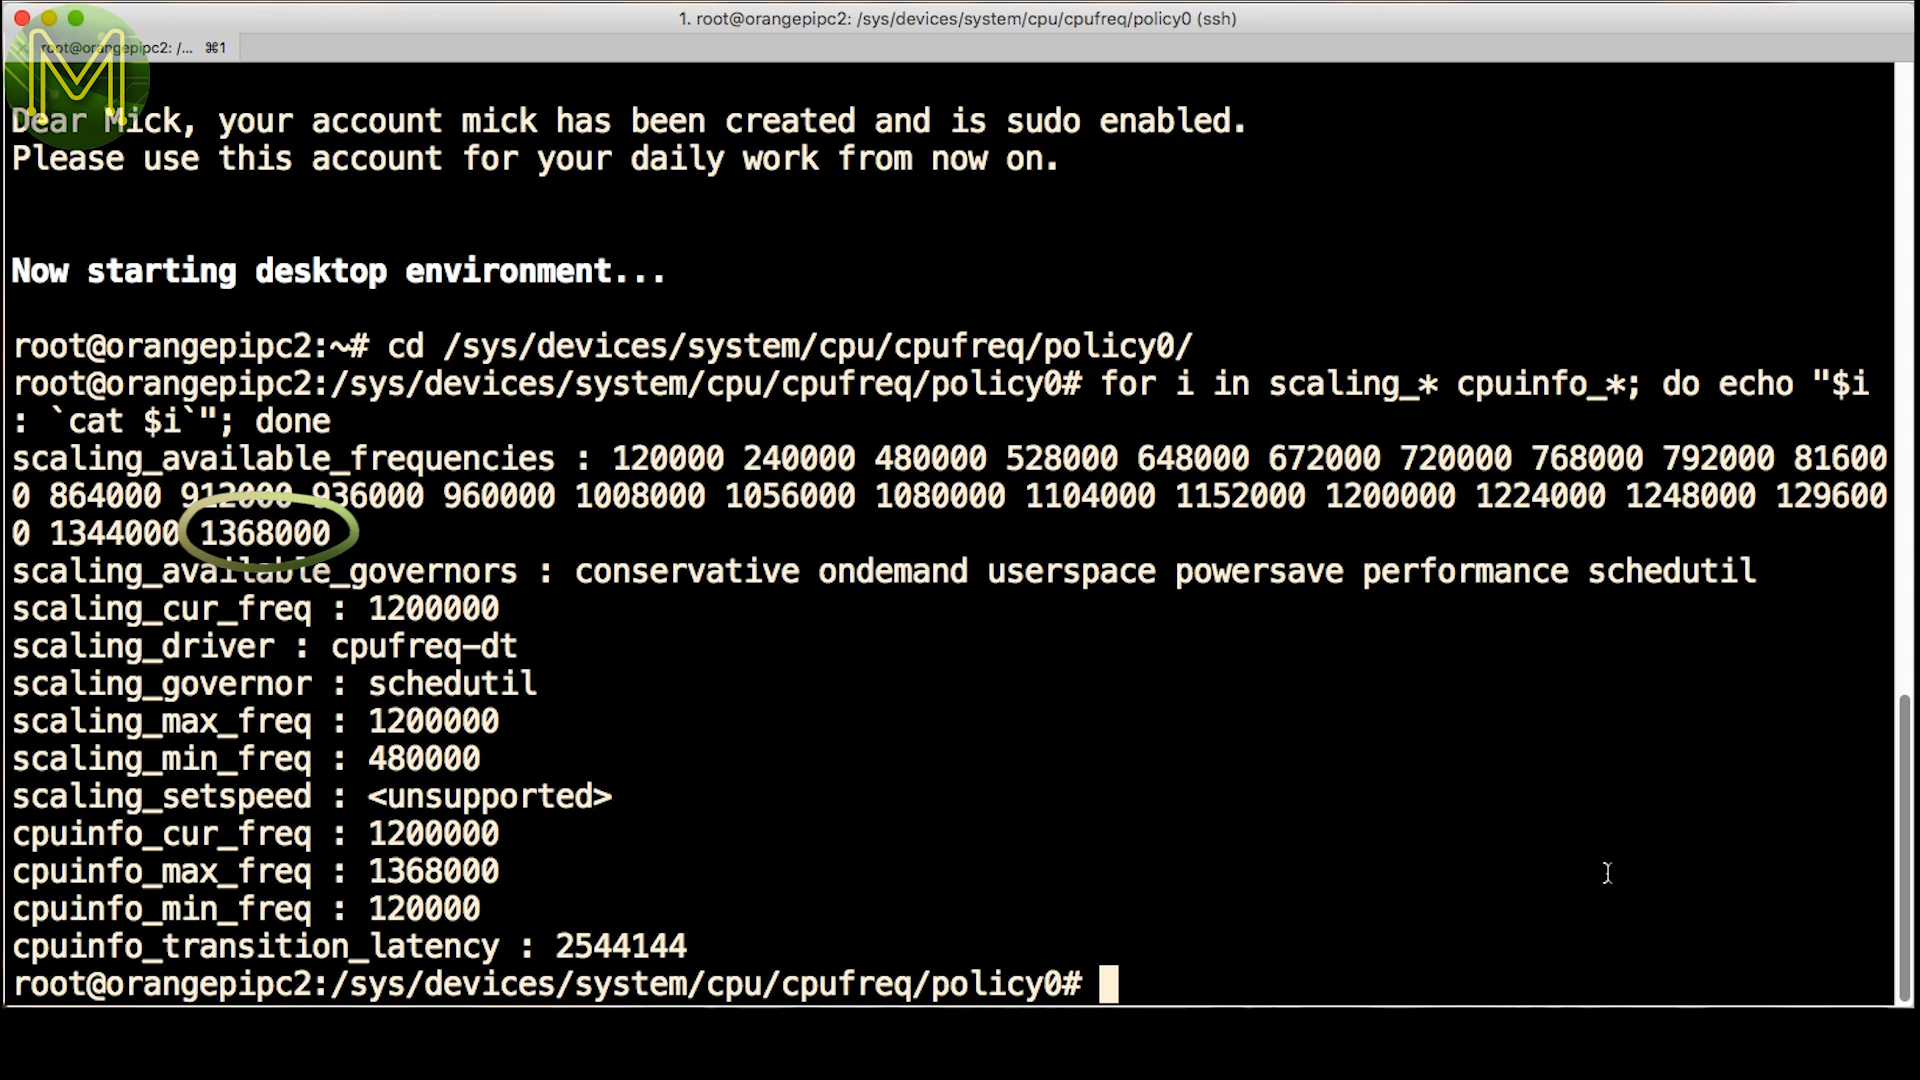 1. root@orangepipc2: /sys/devices/system/cpu/cpufreq/policy0 (ssh)
root@orangepipc2: /... ⌘1
M
Dear Mick, your account mick has been created and is sudo enabled.
Please use this account for your daily work from now on.
Now starting desktop environment...
root@orangepipc2:~# cd /sys/devices/system/cpu/cpufreq/policy0/
root@orangepipc2:/sys/devices/system/cpu/cpufreq/policy0# for i in scaling_* cpuinfo_*; do echo "$i
: `cat $i`"; done
scaling_available_frequencies : 120000 240000 480000 528000 648000 672000 720000 768000 792000 81600
0 864000 912000 936000 960000 1008000 1056000 1080000 1104000 1152000 1200000 1224000 1248000 129600
0 1344000 1368000
scaling_available_governors : conservative ondemand userspace powersave performance schedutil
scaling_cur_freq : 1200000
scaling_driver : cpufreq-dt
scaling_governor : schedutil
scaling_max_freq : 1200000
scaling_min_freq : 480000
scaling_setspeed : <unsupported>
cpuinfo_cur_freq : 1200000
cpuinfo_max_freq : 1368000
cpuinfo_min_freq : 120000
cpuinfo_transition_latency : 2544144
root@orangepipc2:/sys/devices/system/cpu/cpufreq/policy0#